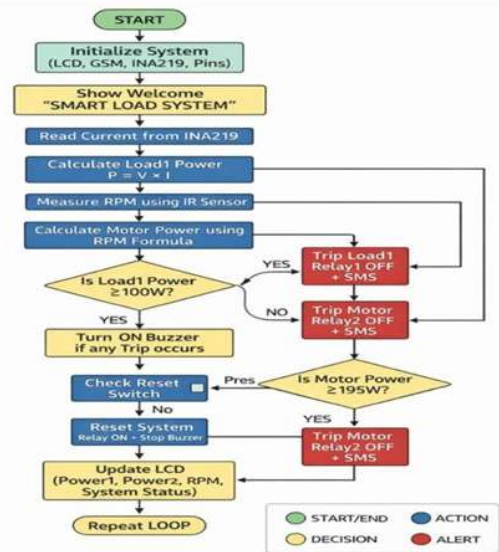 START
Initialize System
(LCD, GSM, INA219, Pins)
Show Welcome
"SMART LOAD SYSTEM"
Read Current from INA219
Calculate Load1 Power
P = V × I
Measure RPM using IR Sensor
Calculate Motor Power using
RPM Formula
YES
Trip Load1
Relay1 OFF
+ SMS
Is Load1 Power
≥100W?
NO
Trip Motor
Relay2 OFF
+ SMS
YES
Turn ON Buzzer
if any Trip occurs
Check Reset
Switch
Pres
Is Motor Power
≥195W?
No
YES
Reset System
Relay ON + Stop Buzzer
Trip Motor
Relay2 OFF
+ SMS
Update LCD
(Power1, Power2, RPM,
System Status)
Repeat LOOP
START/END
ACTION
DECISION
ALERT